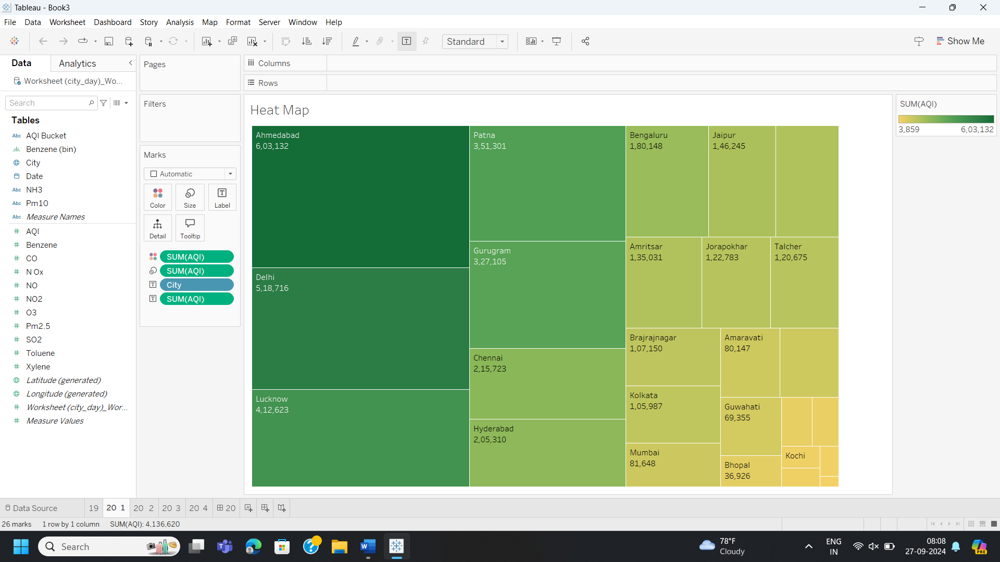 Tableau - Book3
File Data Worksheet Dashboard Story Analysis Map Format Server Window Help
Standard
Show Me
Data Analytics
Worksheet (city_day)_Wo...
Search
Tables
Abc AQI Bucket
Benzene (bin)
City
Date
Abc NH3
Abc Pm10
Abc Measure Names
AQI
Benzene
CO
N Ox
NO
NO2
O3
Pm2.5
SO2
Toluene
Xylene
Latitude (generated)
Longitude (generated)
Worksheet (city_day)_Wor...
Measure Values
Pages
Filters
Marks
Automatic
Color Size Label
Detail Tooltip
SUM(AQI)
SUM(AQI)
City
SUM(AQI)
Columns
Rows
Heat Map
Ahmedabad
6,03,132
Delhi
5,18,716
Lucknow
4,12,623
Patna
3,51,301
Gurugram
3,27,105
Chennai
2,15,723
Hyderabad
2,05,310
Bengaluru
1,80,148
Jaipur
1,46,245
Amritsar
1,35,031
Jorapokhar
1,22,783
Talcher
1,20,675
Brajrajnagar
1,07,150
Kolkata
1,05,987
Mumbai
81,648
Amaravati
80,147
Guwahati
69,355
Bhopal
36,926
Kochi
SUM(AQI)
3,859 6,03,132
Data Source 19 20 1 20 2 20 3 20 4 20
26 marks 1 row by 1 column SUM(AQI): 4,136,620
Search
78°F
Cloudy
ENG
IN
08:08
27-09-2024
PRE